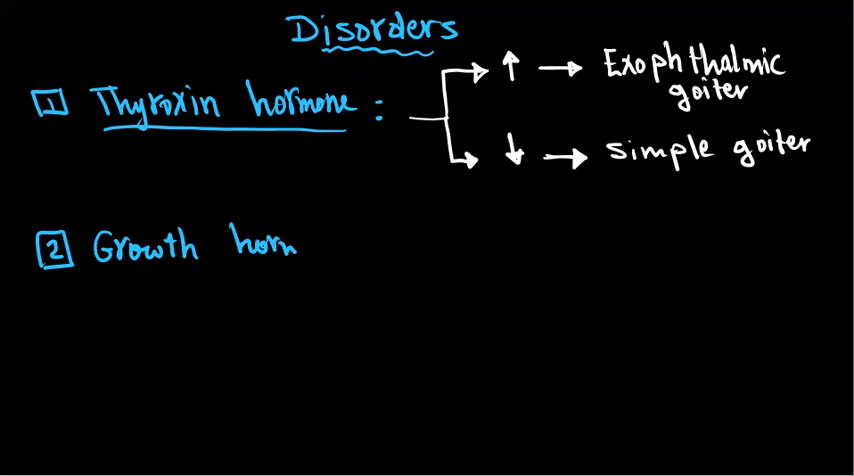 Disorders
1 Thyroxin hormone : ↑ → Exophthalmic
goiter
↓ → simple goiter
2 Growth horn